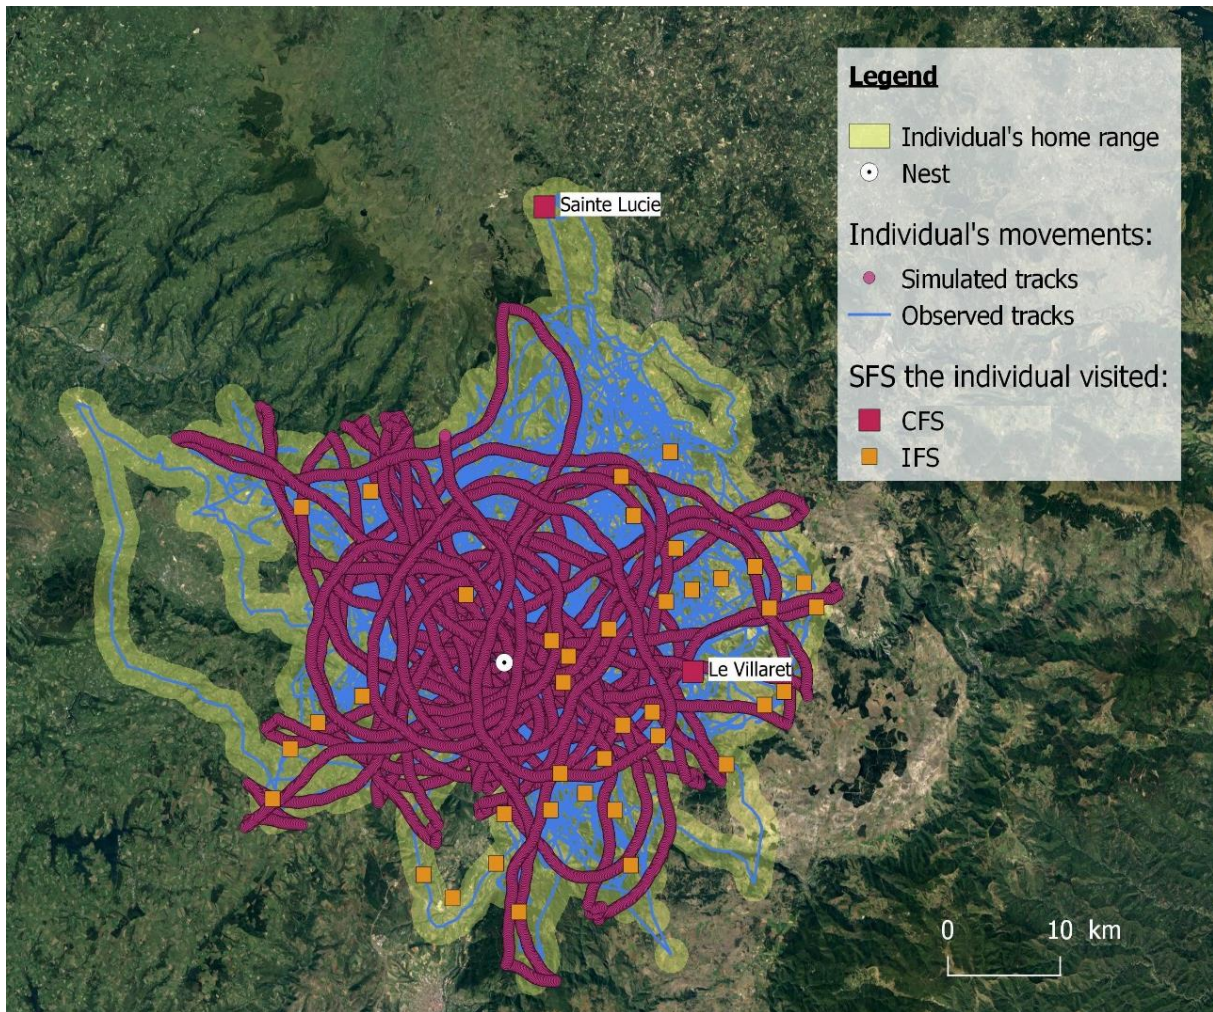 Legend
Individual's home range
Nest
Sainte Lucie
Individual's movements:
Simulated tracks
Observed tracks
SFS the individual visited:
CFS
IFS
Le Villaret
0 10 km